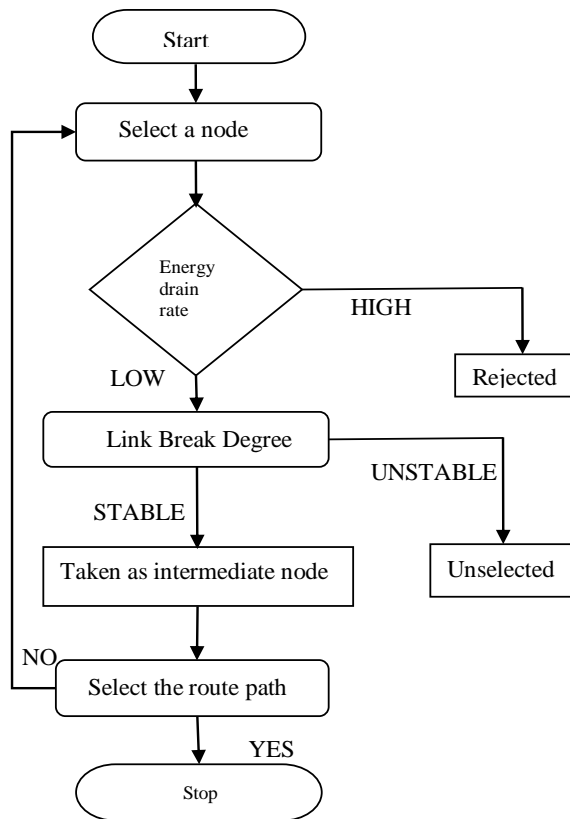 Start
Select a node
Energy
drain
rate
HIGH
LOW
Rejected
Link Break Degree
UNSTABLE
STABLE
Taken as intermediate node
Unselected
NO
Select the route path
YES
Stop